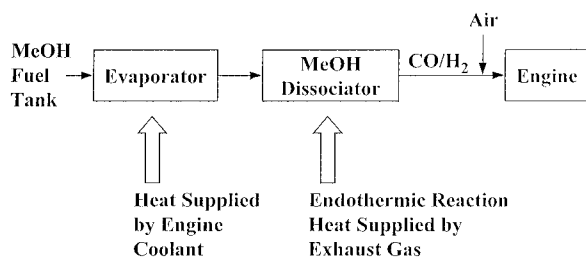 Air
MeOH
Fuel
Tank
Evaporator
MeOH
Dissociator
CO/H₂
Engine
Heat Supplied
by Engine
Coolant
Endothermic Reaction
Heat Supplied by
Exhaust Gas